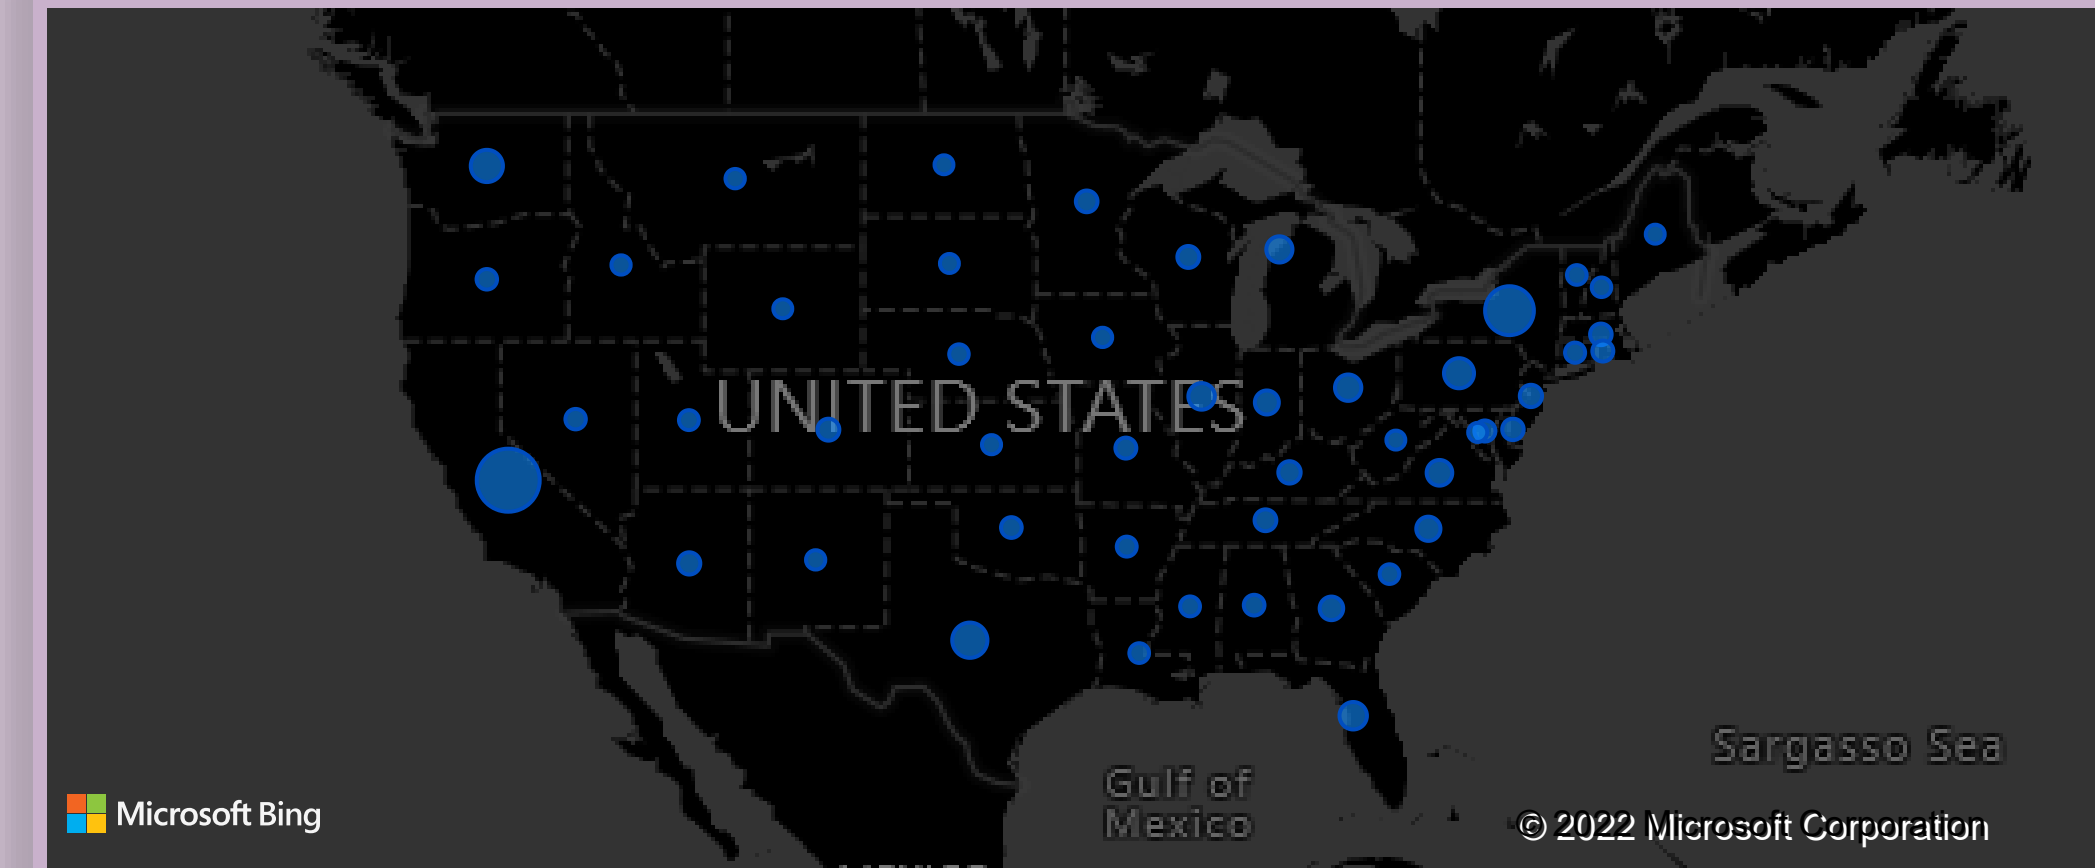 UNITED STATES
Sargasso Sea
Gulf of
Mexico
Microsoft Bing
© 2022 Microsoft Corporation